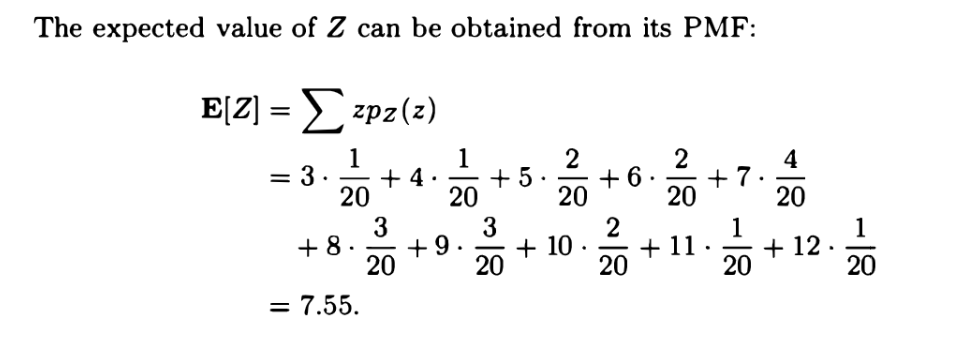 The expected value of Z can be obtained from its PMF:
E[Z] = ∑ zp_Z(z)
= 3 · 1/20 + 4 · 1/20 + 5 · 2/20 + 6 · 2/20 + 7 · 4/20
+ 8 · 3/20 + 9 · 3/20 + 10 · 2/20 + 11 · 1/20 + 12 · 1/20
= 7.55.